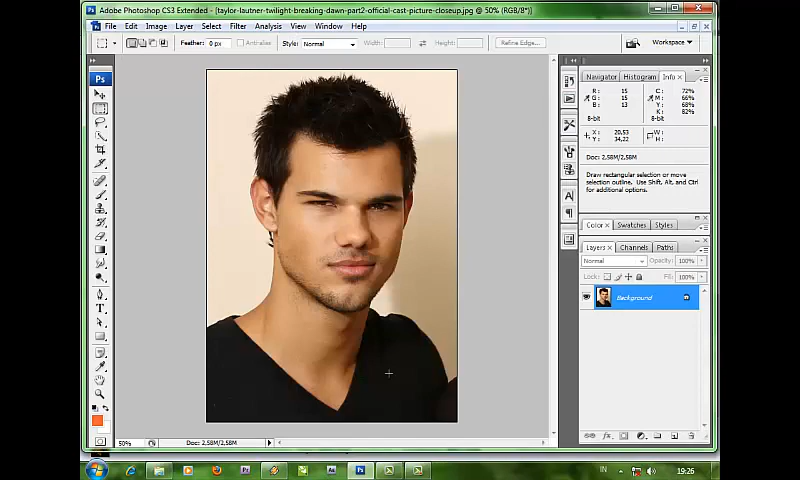 Adobe Photoshop CS3 Extended - [taylor-lautner-twilight-breaking-dawn-part2-official-cast-picture-closeup.jpg @ 50% (RGB/8*)]
File Edit Image Layer Select Filter Analysis View Window Help
Feather: 0 px Anti-alias Style: Normal Width: Height: Refine Edge... Workspace
Ps
Navigator Histogram Info
R: 15 C: 72%
G: 15 M: 66%
B: 13 Y: 68%
K: 82%
8-bit 8-bit
X: 20,53 W:
Y: 34,22 H:
Doc: 2,58M/2,58M
Draw rectangular selection or move
selection outline. Use Shift, Alt, and Ctrl
for additional options.
Color Swatches Styles
Layers Channels Paths
Normal Opacity: 100%
Lock: Fill: 100%
Background
50% Doc: 2,58M/2,58M
IN 19:26